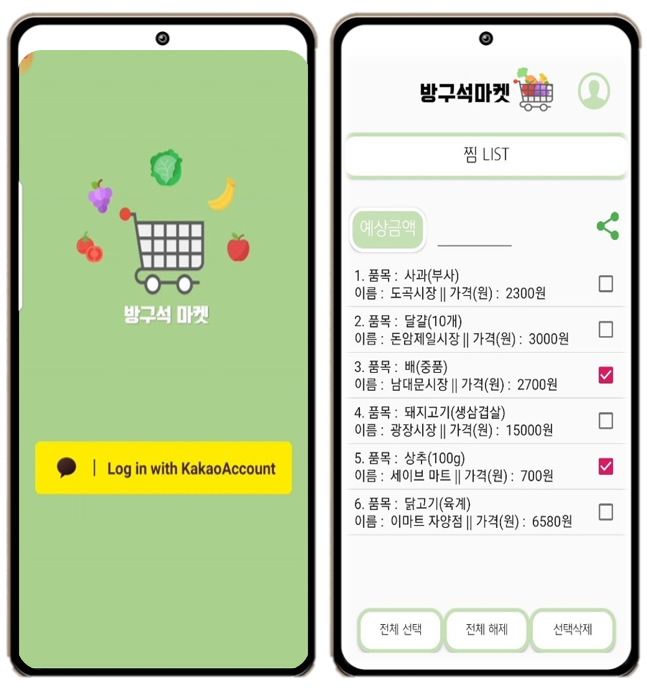 방구석 마켓
Log in with KakaoAccount
방구석마켓
찜 LIST
예상금액
1. 품목 : 사과(부사)
이름 : 도곡시장 || 가격(원) : 2300원
2. 품목 : 달걀(10개)
이름 : 돈암제일시장 || 가격(원) : 3000원
3. 품목 : 배(중품)
이름 : 남대문시장 || 가격(원) : 2700원
4. 품목 : 돼지고기(생삼겹살)
이름 : 광장시장 || 가격(원) : 15000원
5. 품목 : 상추(100g)
이름 : 세이브 마트 || 가격(원) : 700원
6. 품목 : 닭고기(육계)
이름 : 이마트 자양점 || 가격(원) : 6580원
전체 선택
전체 해제
선택삭제